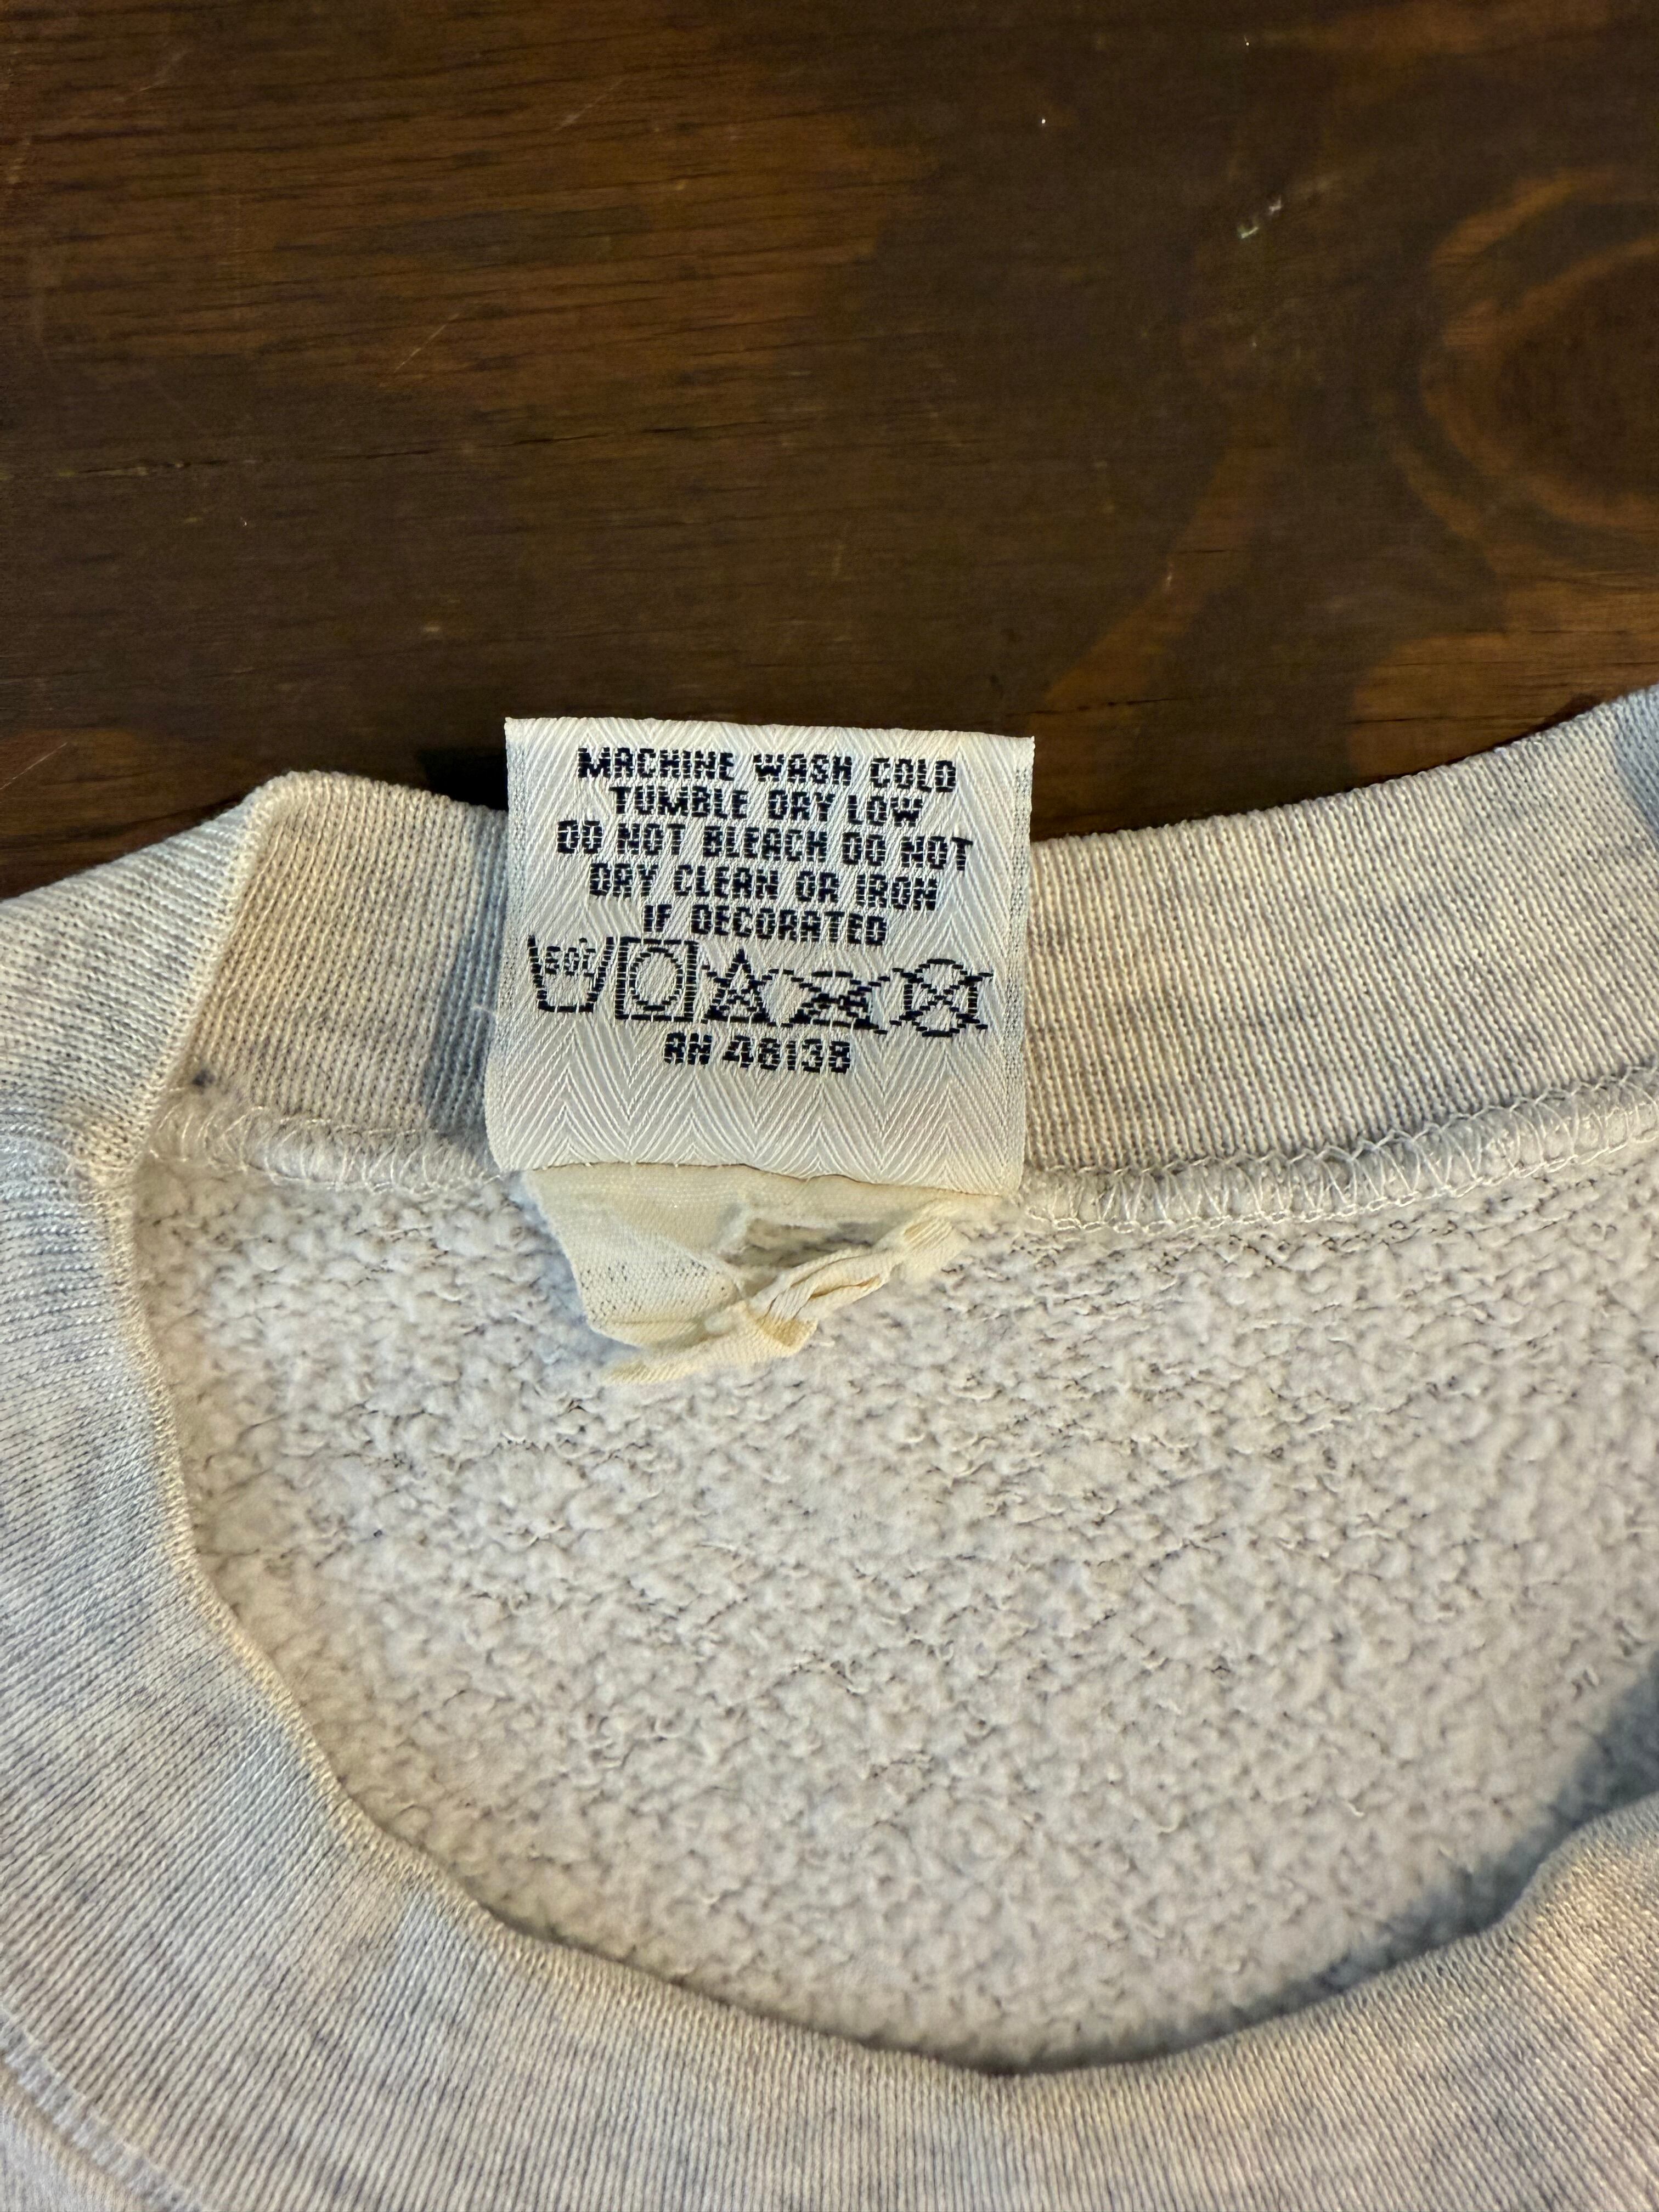 MACHINE WASH COLD
TUMBLE DRY LOW
DO NOT BLEACH DO NOT
DRY CLEAN OR IRON
IF DECORATED
RN 46138